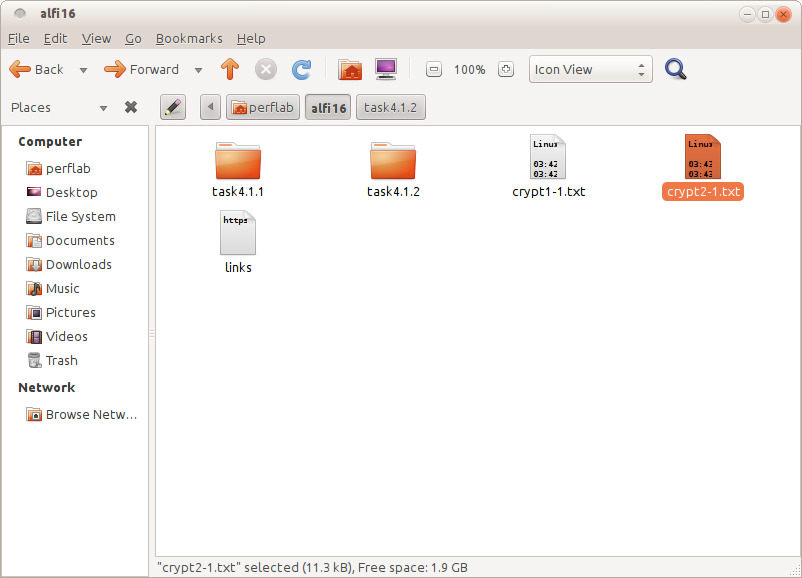 alfi16
File Edit View Go Bookmarks Help
Back Forward 100% Icon View
Places perflab alfi16 task4.1.2
Computer
perflab
Desktop
File System
Documents
Downloads
Music
Pictures
Videos
Trash
Network
Browse Netw...
task4.1.1
task4.1.2
Linux
03:42
03:43
crypt1-1.txt
Linux
03:42
03:43
crypt2-1.txt
https
links
"crypt2-1.txt" selected (11.3 kB), Free space: 1.9 GB